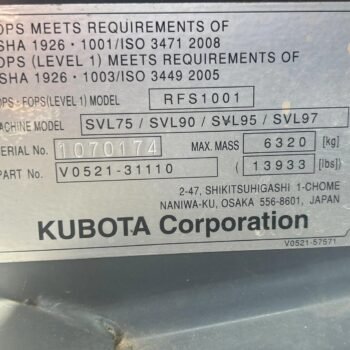 OPS MEETS REQUIREMENTS OF
SHA 1926・1001/ISO 3471 2008
OPS (LEVEL 1) MEETS REQUIREMENTS OF
SHA 1926・1003/ISO 3449 2005
OPS・FOPS(LEVEL1) MODEL RFS1001
ACHINE MODEL SVL75 / SVL90 / SVL95 / SVL97
ERIAL No. 1070174 MAX. MASS 6320 [kg]
PART No. V0521-31110 ( 13933 ) [lbs]
2-47, SHIKITSUHIGASHI 1-CHOME
NANIWA-KU, OSAKA 556-8601, JAPAN
KUBOTA Corporation
V0521-57571